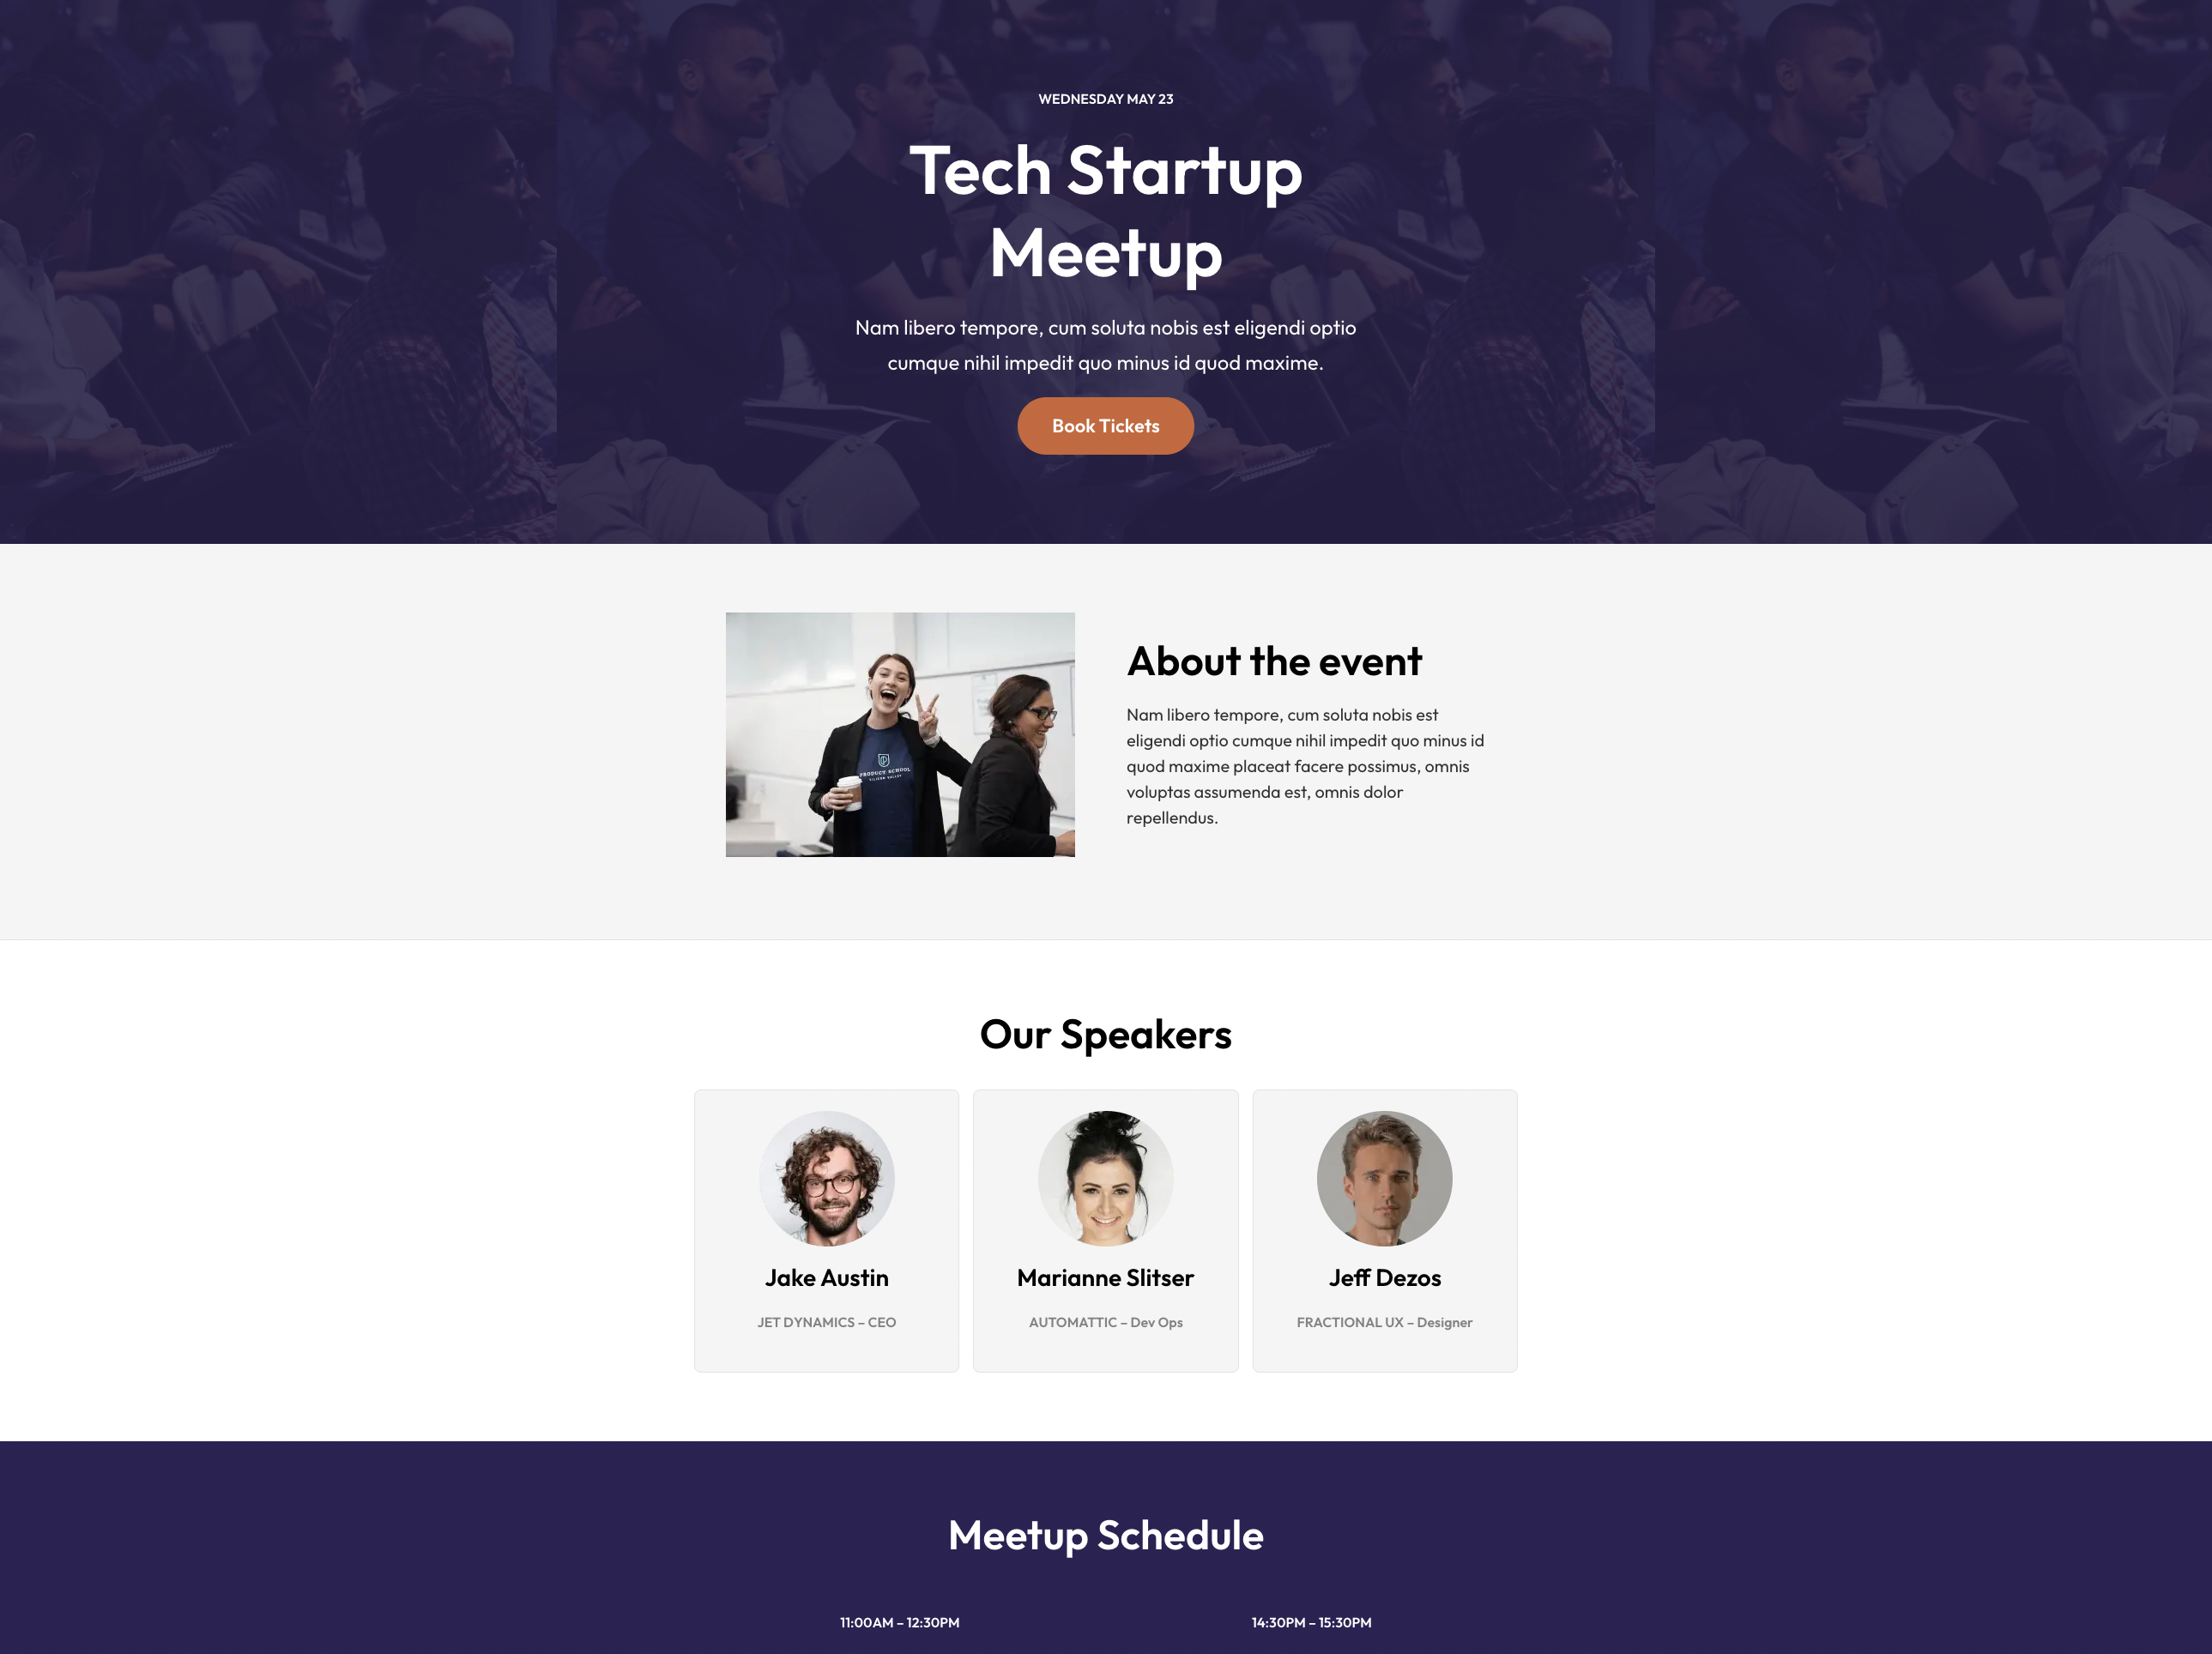 WEDNESDAY MAY 23
Tech Startup
Meetup
Nam libero tempore, cum soluta nobis est eligendi optio
cumque nihil impedit quo minus id quod maxime.
Book Tickets
PRODUCT SCHOOL
SILICON VALLEY
About the event
Nam libero tempore, cum soluta nobis est
eligendi optio cumque nihil impedit quo minus id
quod maxime placeat facere possimus, omnis
voluptas assumenda est, omnis dolor
repellendus.
Our Speakers
Jake Austin
JET DYNAMICS – CEO
Marianne Slitser
AUTOMATTIC – Dev Ops
Jeff Dezos
FRACTIONAL UX – Designer
Meetup Schedule
11:00AM – 12:30PM
14:30PM – 15:30PM